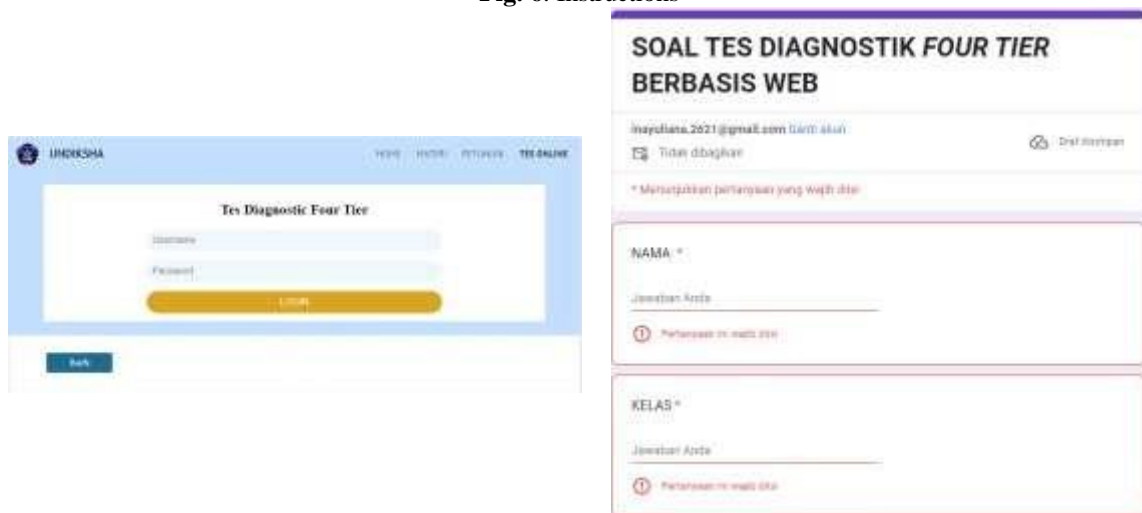 Fig. 6. Instructions
UNDIKSHA
HOME MATERI PETUNJUK TES ONLINE
Tes Diagnostic Four Tier
Username
Password
LOGIN
Back
SOAL TES DIAGNOSTIK FOUR TIER
BERBASIS WEB
inayuliana.2621@gmail.com Ganti akun
Tidak dibagikan
Draf disimpan
* Menunjukkan pertanyaan yang wajib diisi
NAMA *
Jawaban Anda
Pertanyaan ini wajib diisi
KELAS *
Jawaban Anda
Pertanyaan ini wajib diisi